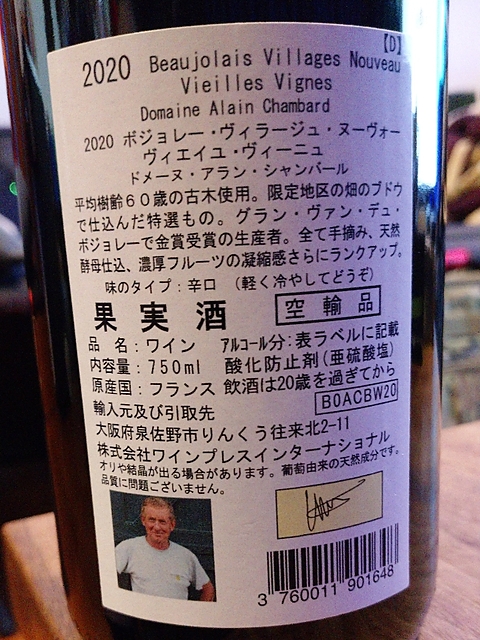 【D】
2020 Beaujolais Villages Nouveau
Vieilles Vignes
Domaine Alain Chambard
2020 ボジョレー・ヴィラージュ・ヌーヴォー
ヴィエイユ・ヴィーニュ
ドメーヌ・アラン・シャンバール
平均樹齢60歳の古木使用。限定地区の畑のブドウ
で仕込んだ特選もの。グラン・ヴァン・デュ・
ボジョレーで金賞受賞の生産者。全て手摘み、天然
酵母仕込、濃厚フルーツの凝縮感さらにランクアップ。
味のタイプ：辛口 （軽く冷やしてどうぞ）
果実酒 空輸品
品名：ワイン アルコール分：表ラベルに記載
内容量：750ml 酸化防止剤（亜硫酸塩）
原産国：フランス 飲酒は20歳を過ぎてから
輸入元及び引取先 B0ACBW20
大阪府泉佐野市りんくう往来北2-11
株式会社ワインプレスインターナショナル
オリや結晶が出る場合があります。葡萄由来の天然成分です。
品質に問題ございません。
3 760011 901648